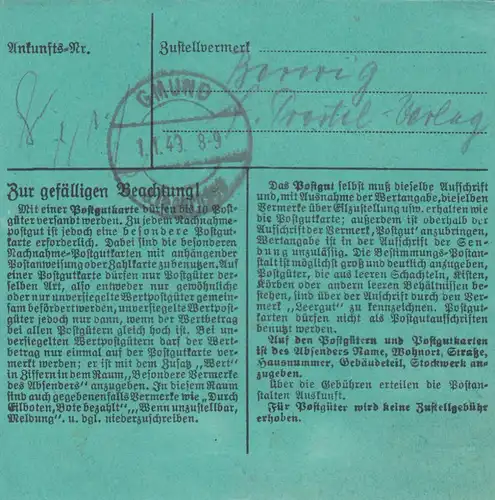 Ankunfts=Nr.
Zustellvermerk
GMUND
1.1.49. 8-9
Verlag
Zur gefälligen Beachtung!
Mit einer Postgutkarte dürfen bis 10 Post-
güter versandt werden. Zu jedem Nachnahme-
postgut ist jedoch eine besondere Postgut-
karte erforderlich. Dabei sind die besonderen
Nachnahme=Postgutkarten mit anhängender
Postanweisung oder Zahlkarte zu benutzen. Auf
einer Postgutkarte dürfen nur Postgüter der-
selben Art, also entweder nur gewöhnliche
oder nur unversiegelte Wertpostgüter gemein-
sam befördert werden, unversiegelte Wertpost-
güter jedoch nur dann, wenn der Wertbetrag
bei allen Postgütern gleich hoch ist. Bei un-
versiegelten Wertpostgütern darf der Wert-
betrag nur einmal auf der Postgutkarte ver-
merkt werden; er ist mit dem Zusatz „Wert"
in Ziffern in den Raum „Besondere Vermerke
des Absenders" anzugeben. In diesem Raum
sind auch gegebenenfalls Vermerke wie „Durch
Eilboten, Bote bezahlt", „Wenn unzustellbar,
Meldung" u. dgl. niederzuschreiben.
Das Postgut selbst muß dieselbe Aufschrift
und, mit Ausnahme der Wertangabe, dieselben
Vermerke über Eilzustellung usw. erhalten wie
die Postgutkarte; außerdem ist oberhalb der
Aufschrift der Vermerk „Postgut" anzubringen.
Wertangabe ist in der Aufschrift der Sen-
dung unzulässig. Die Bestimmungs=Postan-
stalt ist möglichst groß und deutlich anzugeben.
Postgüter, die aus leeren Schachteln, Kisten,
Körben oder anderen leeren Behältnissen be-
stehen, sind über der Anschrift durch den Ver-
merk „Leergut" zu kennzeichnen. Postgut-
karten dürfen nicht als Postgutaufschriften
benutzt werden.
Auf den Postgütern und Postgutkarten
ist des Absenders Name, Wohnort, Straße,
Hausnummer, Gebäudeteil, Stockwerk an-
zugeben.
Über die Gebühren erteilen die Postan-
stalten Auskunft.
Für Postgüter wird keine Zustellgebühr
erhoben.